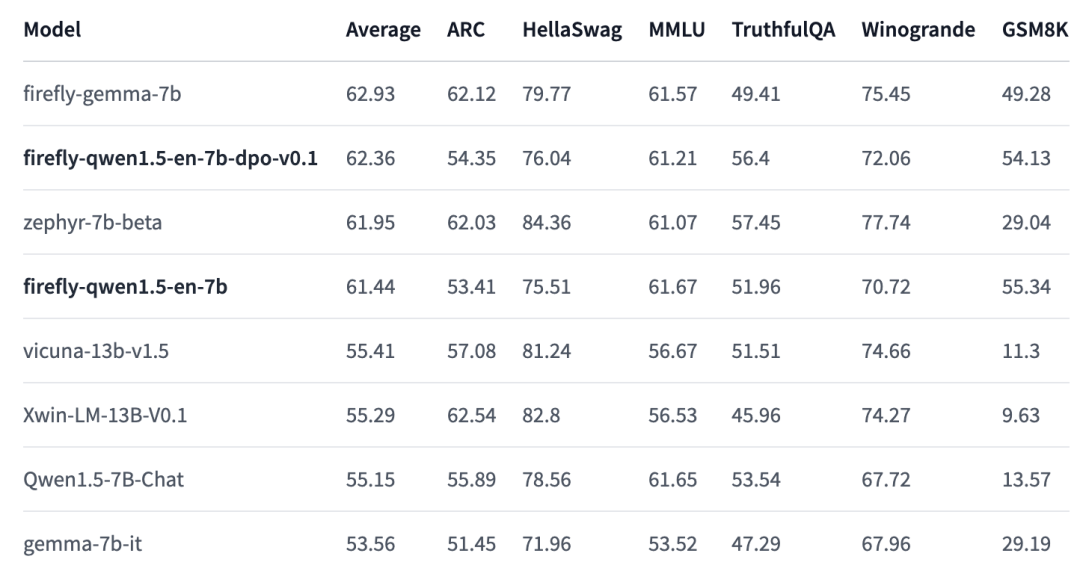 Model Average ARC HellaSwag MMLU TruthfulQA Winogrande GSM8K
firefly-gemma-7b 62.93 62.12 79.77 61.57 49.41 75.45 49.28
firefly-qwen1.5-en-7b-dpo-v0.1 62.36 54.35 76.04 61.21 56.4 72.06 54.13
zephyr-7b-beta 61.95 62.03 84.36 61.07 57.45 77.74 29.04
firefly-qwen1.5-en-7b 61.44 53.41 75.51 61.67 51.96 70.72 55.34
vicuna-13b-v1.5 55.41 57.08 81.24 56.67 51.51 74.66 11.3
Xwin-LM-13B-V0.1 55.29 62.54 82.8 56.53 45.96 74.27 9.63
Qwen1.5-7B-Chat 55.15 55.89 78.56 61.65 53.54 67.72 13.57
gemma-7b-it 53.56 51.45 71.96 53.52 47.29 67.96 29.19